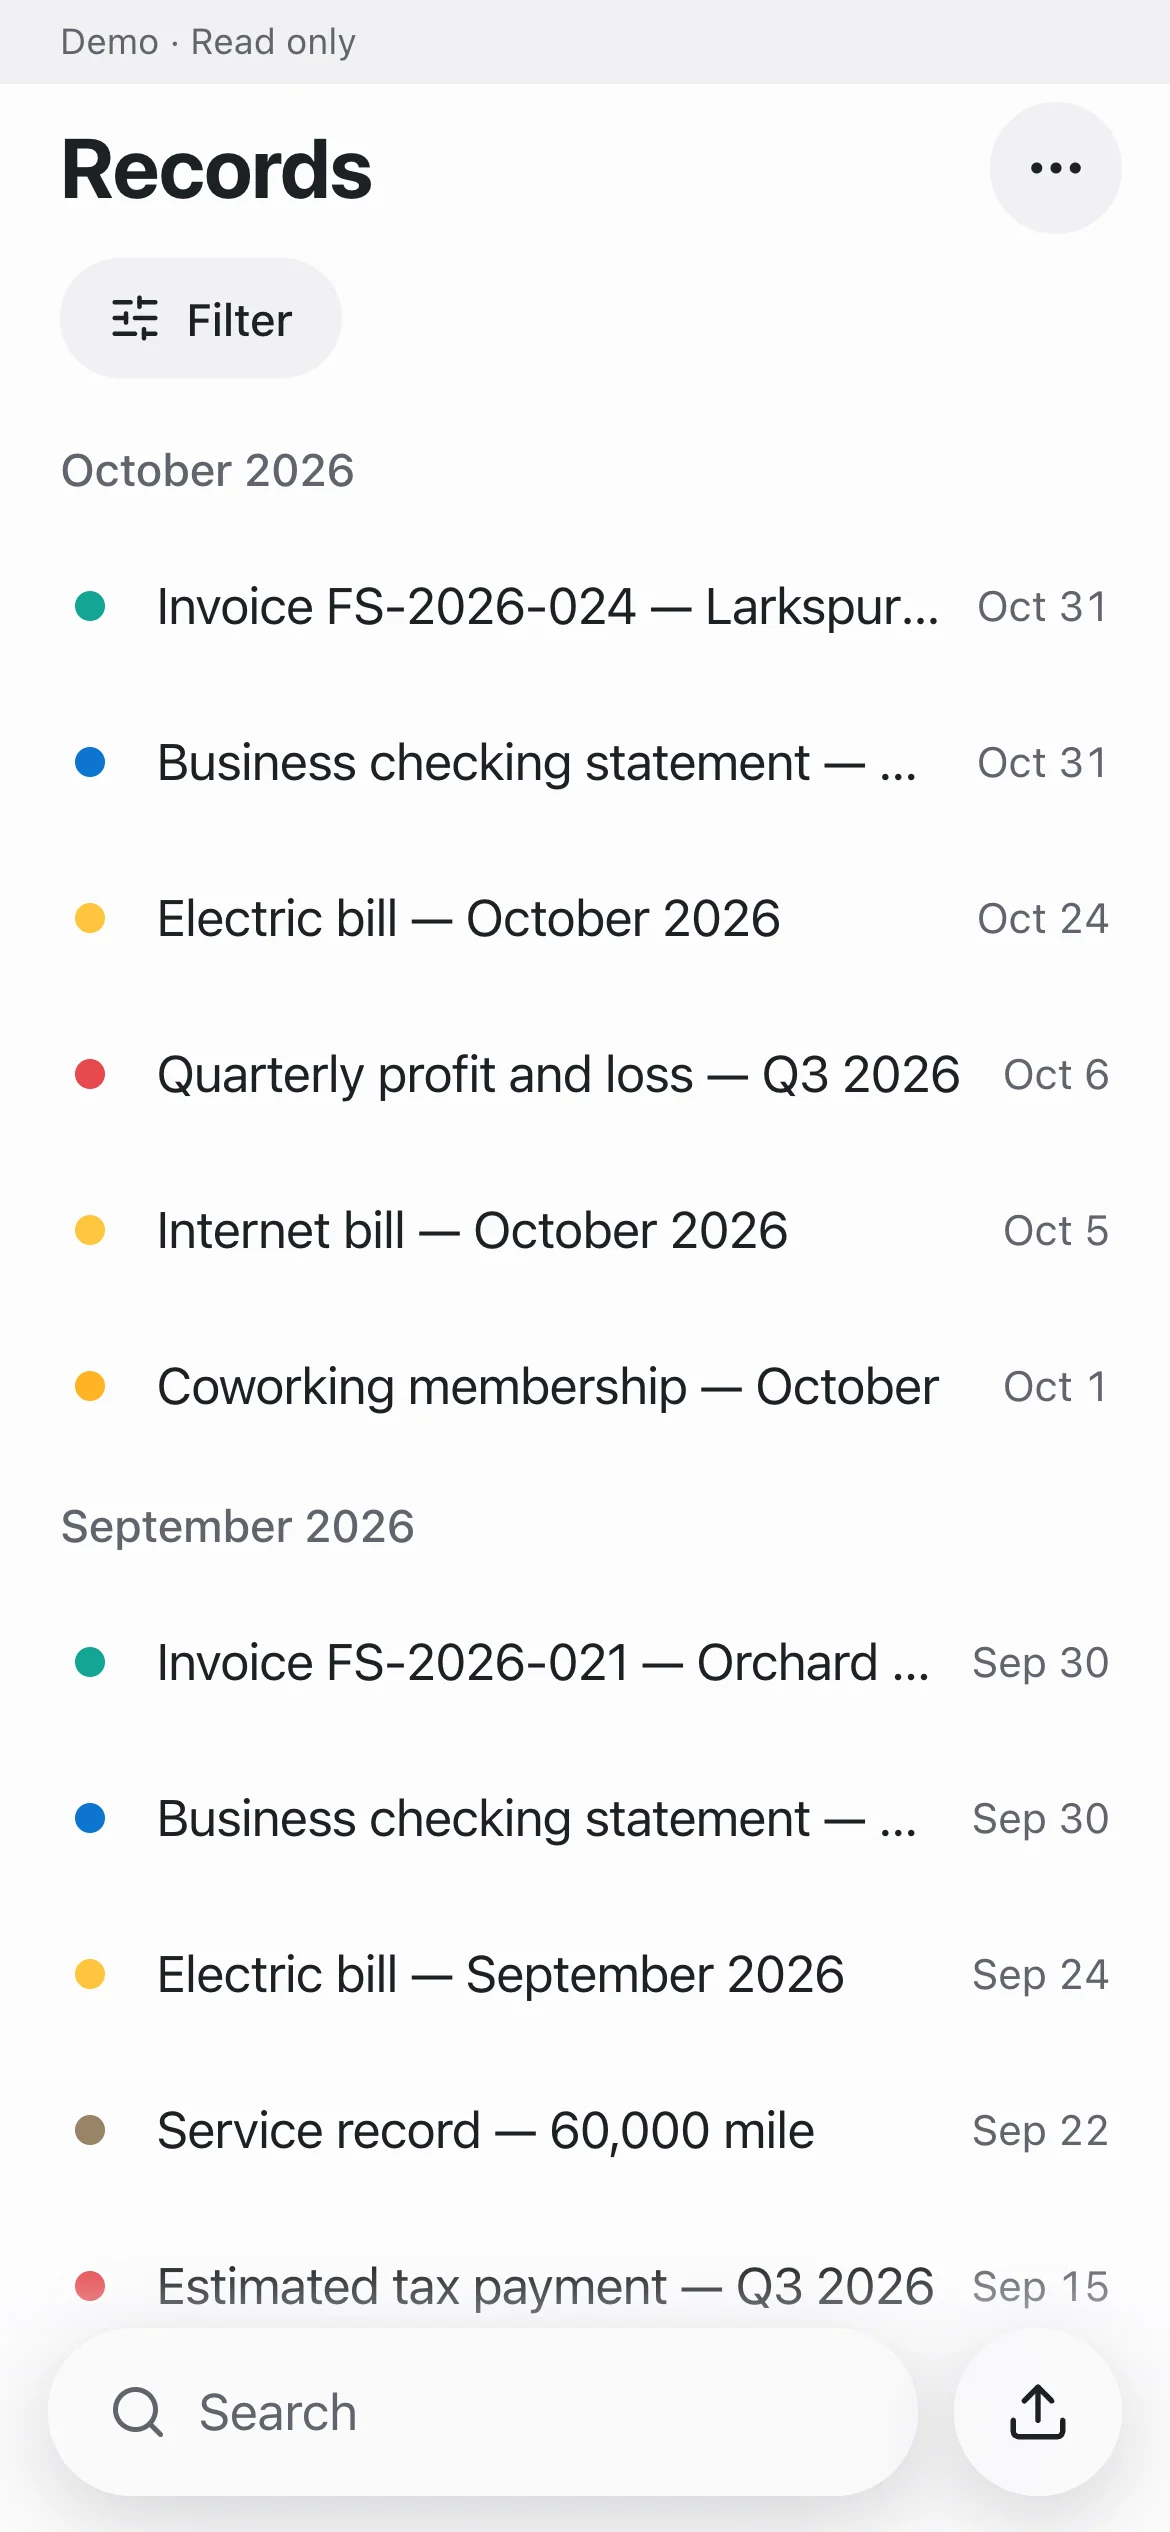 Demo · Read only
Records
Filter
October 2026
Invoice FS-2026-024 — Larkspur... Oct 31
Business checking statement — ... Oct 31
Electric bill — October 2026 Oct 24
Quarterly profit and loss — Q3 2026 Oct 6
Internet bill — October 2026 Oct 5
Coworking membership — October Oct 1
September 2026
Invoice FS-2026-021 — Orchard ... Sep 30
Business checking statement — ... Sep 30
Electric bill — September 2026 Sep 24
Service record — 60,000 mile Sep 22
Estimated tax payment — Q3 2026 Sep 15
Search